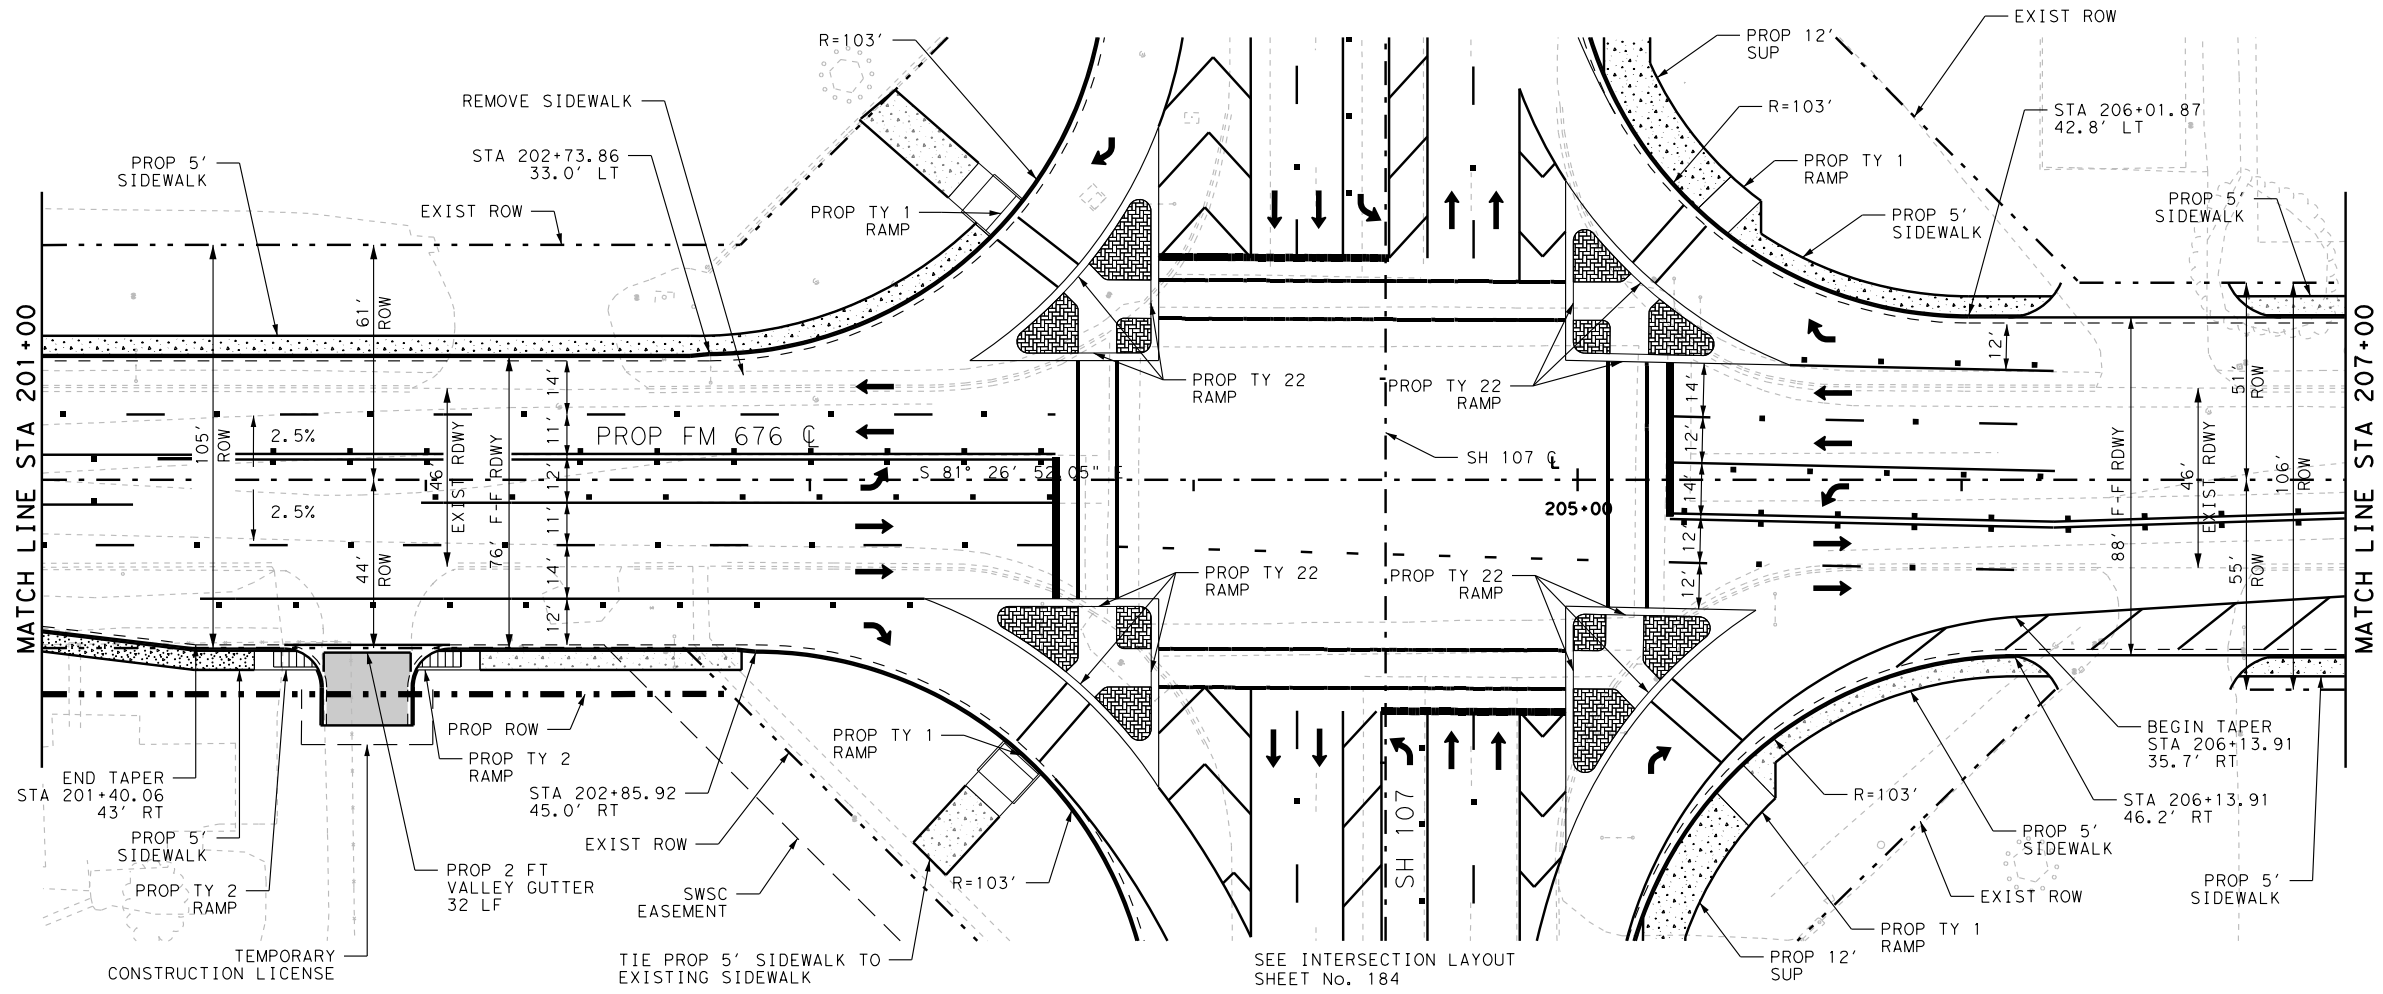 EXIST ROW
PROP 12'
SUP
R=103'
REMOVE SIDEWALK
R=103'
STA 206+01.87
42.8' LT
STA 202+73.86
33.0' LT
PROP 5'
SIDEWALK
PROP TY 1
RAMP
EXIST ROW
PROP TY 1
RAMP
PROP 5'
SIDEWALK
PROP 5'
SIDEWALK
MATCH LINE STA 201+00
105'
ROW
61'
ROW
44'
ROW
2.5%
2.5%
46'
EXIST RDWY
76' F-F RDWY
14'
11'
12'
11'
14'
12'
PROP FM 676 ℄
S 81° 26' 52.05" E
PROP TY 22
RAMP
PROP TY 22
RAMP
SH 107 ℄
205+00
PROP TY 22
RAMP
PROP TY 22
RAMP
14'
12'
14'
12'
12'
12'
88' F-F RDWY
46'
EXIST RDWY
51'
ROW
55'
ROW
106'
ROW
MATCH LINE STA 207+00
PROP ROW
PROP TY 2
RAMP
PROP TY 1
RAMP
END TAPER
STA 201+40.06
43' RT
STA 202+85.92
45.0' RT
PROP 5'
SIDEWALK
EXIST ROW
PROP TY 2
RAMP
PROP 2 FT
VALLEY GUTTER
32 LF
SWSC
EASEMENT
R=103'
SH 107
TEMPORARY
CONSTRUCTION LICENSE
TIE PROP 5' SIDEWALK TO
EXISTING SIDEWALK
SEE INTERSECTION LAYOUT
SHEET No. 184
BEGIN TAPER
STA 206+13.91
35.7' RT
R=103'
STA 206+13.91
46.2' RT
PROP 5'
SIDEWALK
EXIST ROW
PROP 5'
SIDEWALK
PROP TY 1
RAMP
PROP 12'
SUP